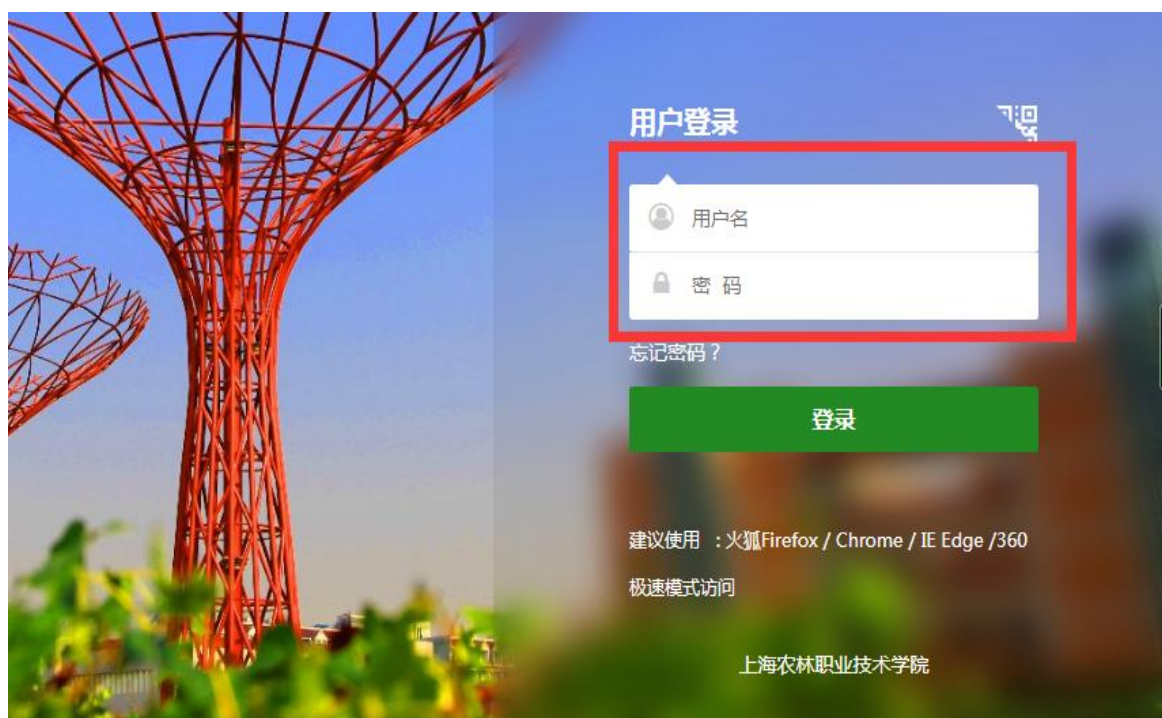 用户登录
用户名
密 码
忘记密码？
登录
建议使用 ：火狐Firefox / Chrome / IE Edge /360
极速模式访问
上海农林职业技术学院